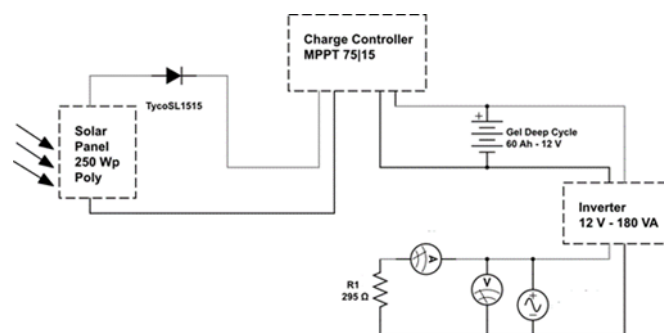 Charge Controller
MPPT 75|15
TycoSL1515
Solar
Panel
250 Wp
Poly
+
Gel Deep Cycle
60 Ah - 12 V
Inverter
12 V - 180 VA
A
R1
295 Ω
V
+